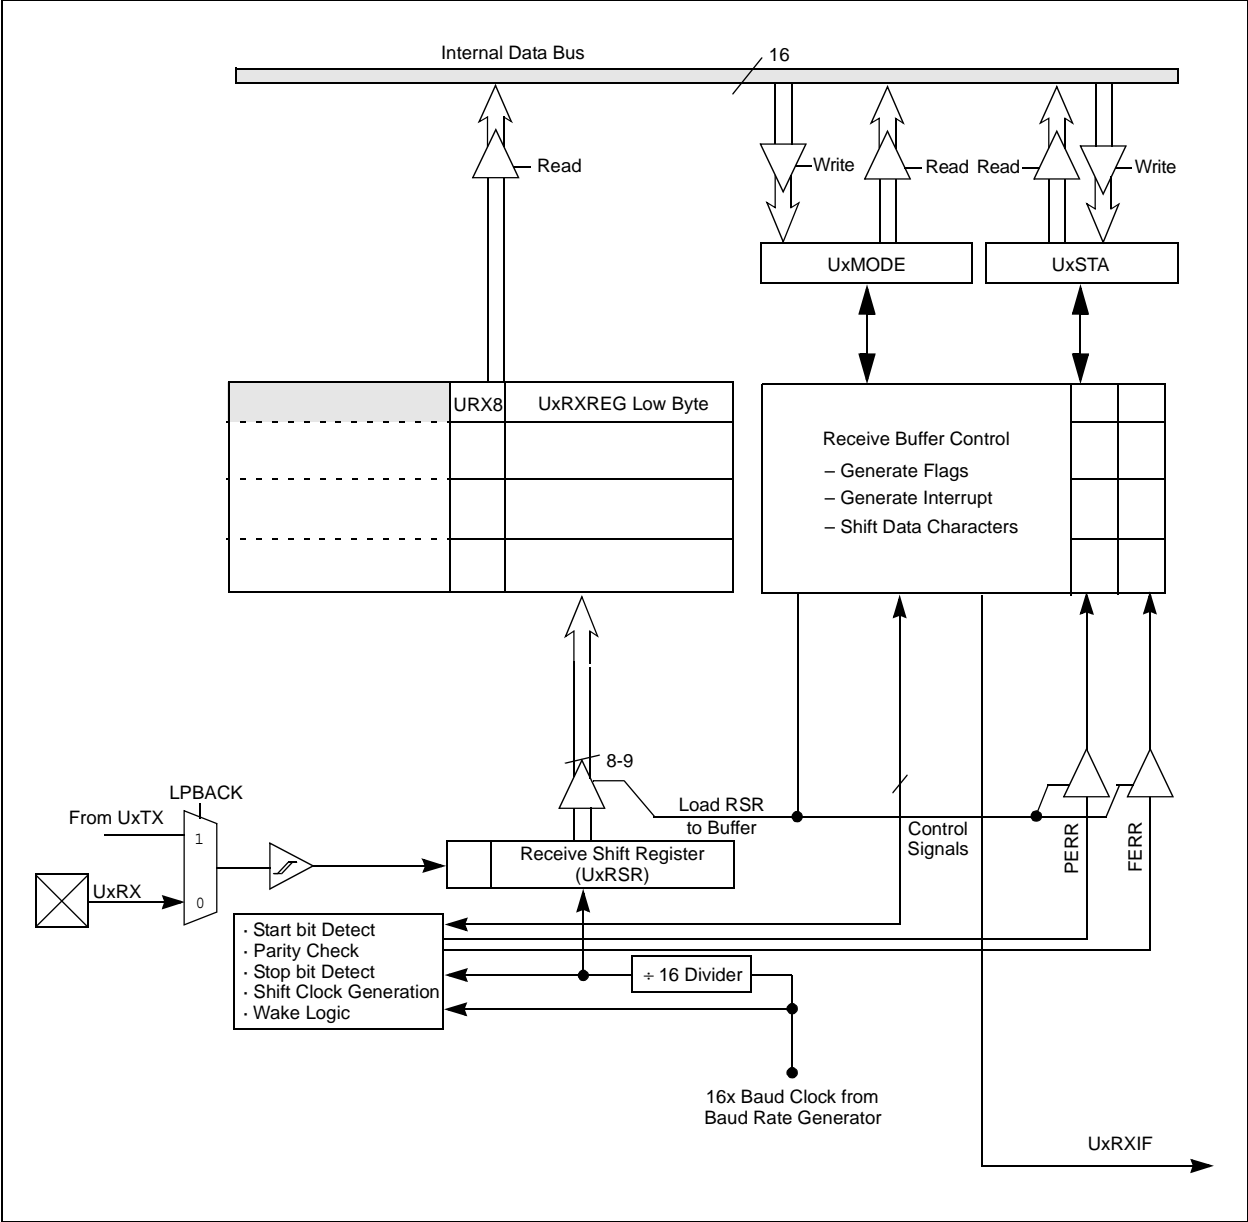 Internal Data Bus
16
Read
Write
Read
Read
Write
UxMODE
UxSTA
URX8
UxRXREG Low Byte
Receive Buffer Control
– Generate Flags
– Generate Interrupt
– Shift Data Characters
8-9
LPBACK
From UxTX
1
UxRX
0
Load RSR
to Buffer
Control
Signals
PERR
FERR
Receive Shift Register
(UxRSR)
· Start bit Detect
· Parity Check
· Stop bit Detect
· Shift Clock Generation
· Wake Logic
÷ 16 Divider
16x Baud Clock from
Baud Rate Generator
UxRXIF